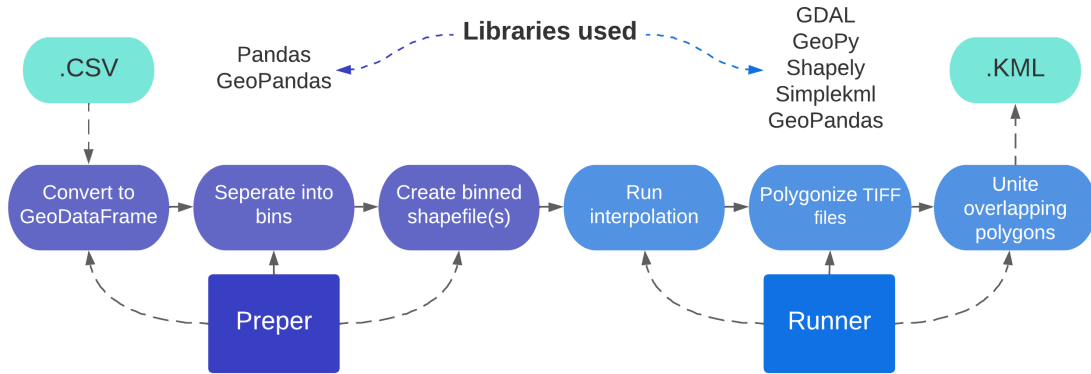 Libraries used
Pandas
GeoPandas
GDAL
GeoPy
Shapely
Simplekml
GeoPandas
.CSV
.KML
Convert to
GeoDataFrame
Seperate into
bins
Create binned
shapefile(s)
Run
interpolation
Polygonize TIFF
files
Unite
overlapping
polygons
Preper
Runner